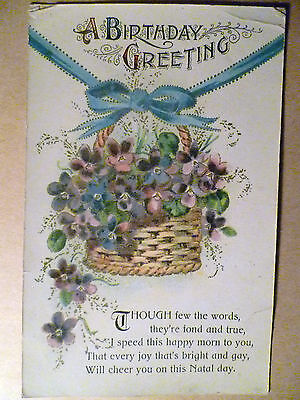 A BIRTHDAY
GREETING
THOUGH few the words,
they're fond and true,
I speed this happy morn to you,
That every joy that's bright and gay,
Will cheer you on this Natal day.